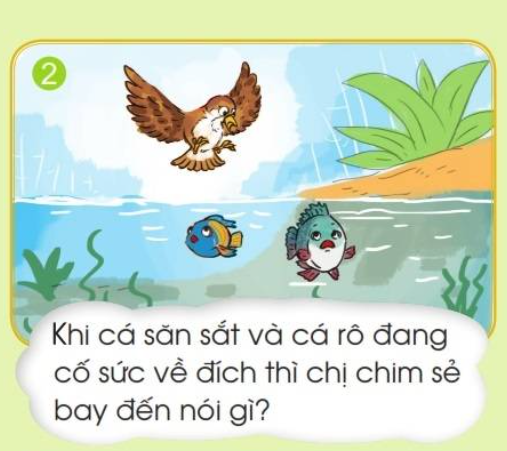 2
Khi cá săn sắt và cá rô đang
cố sức về đích thì chị chim sẻ
bay đến nói gì?